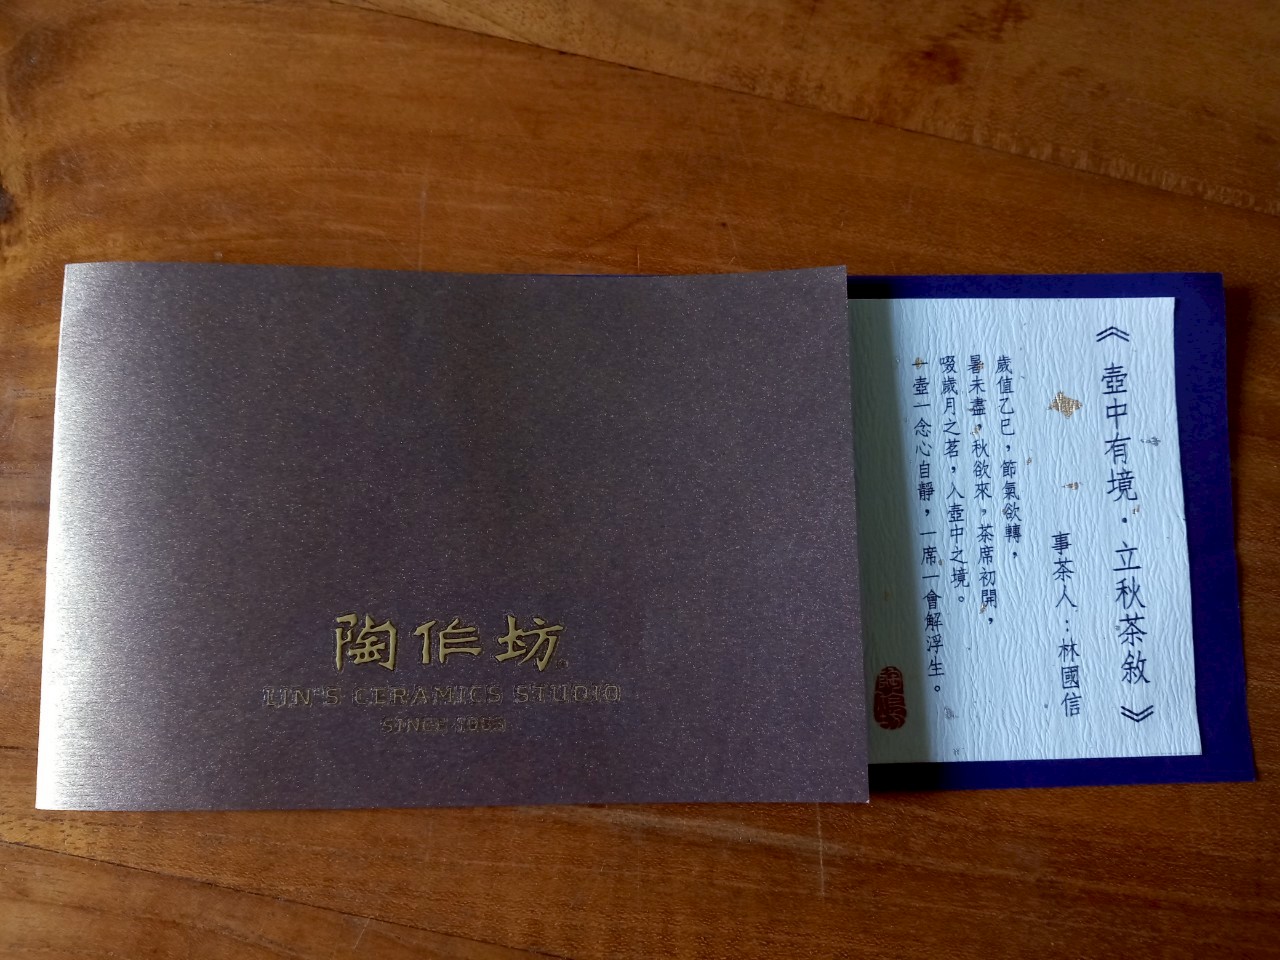 陶作坊®
LIN'S CERAMICS STUDIO
SINCE 1983
《壺中有境．立秋茶敘》
事茶人：林國信
歲值乙巳，節氣欲轉，
暑未盡，秋欲來，茶席初開，
啜歲月之茗，入壺中之境。
一壺一念心自靜，一席一會解浮生。